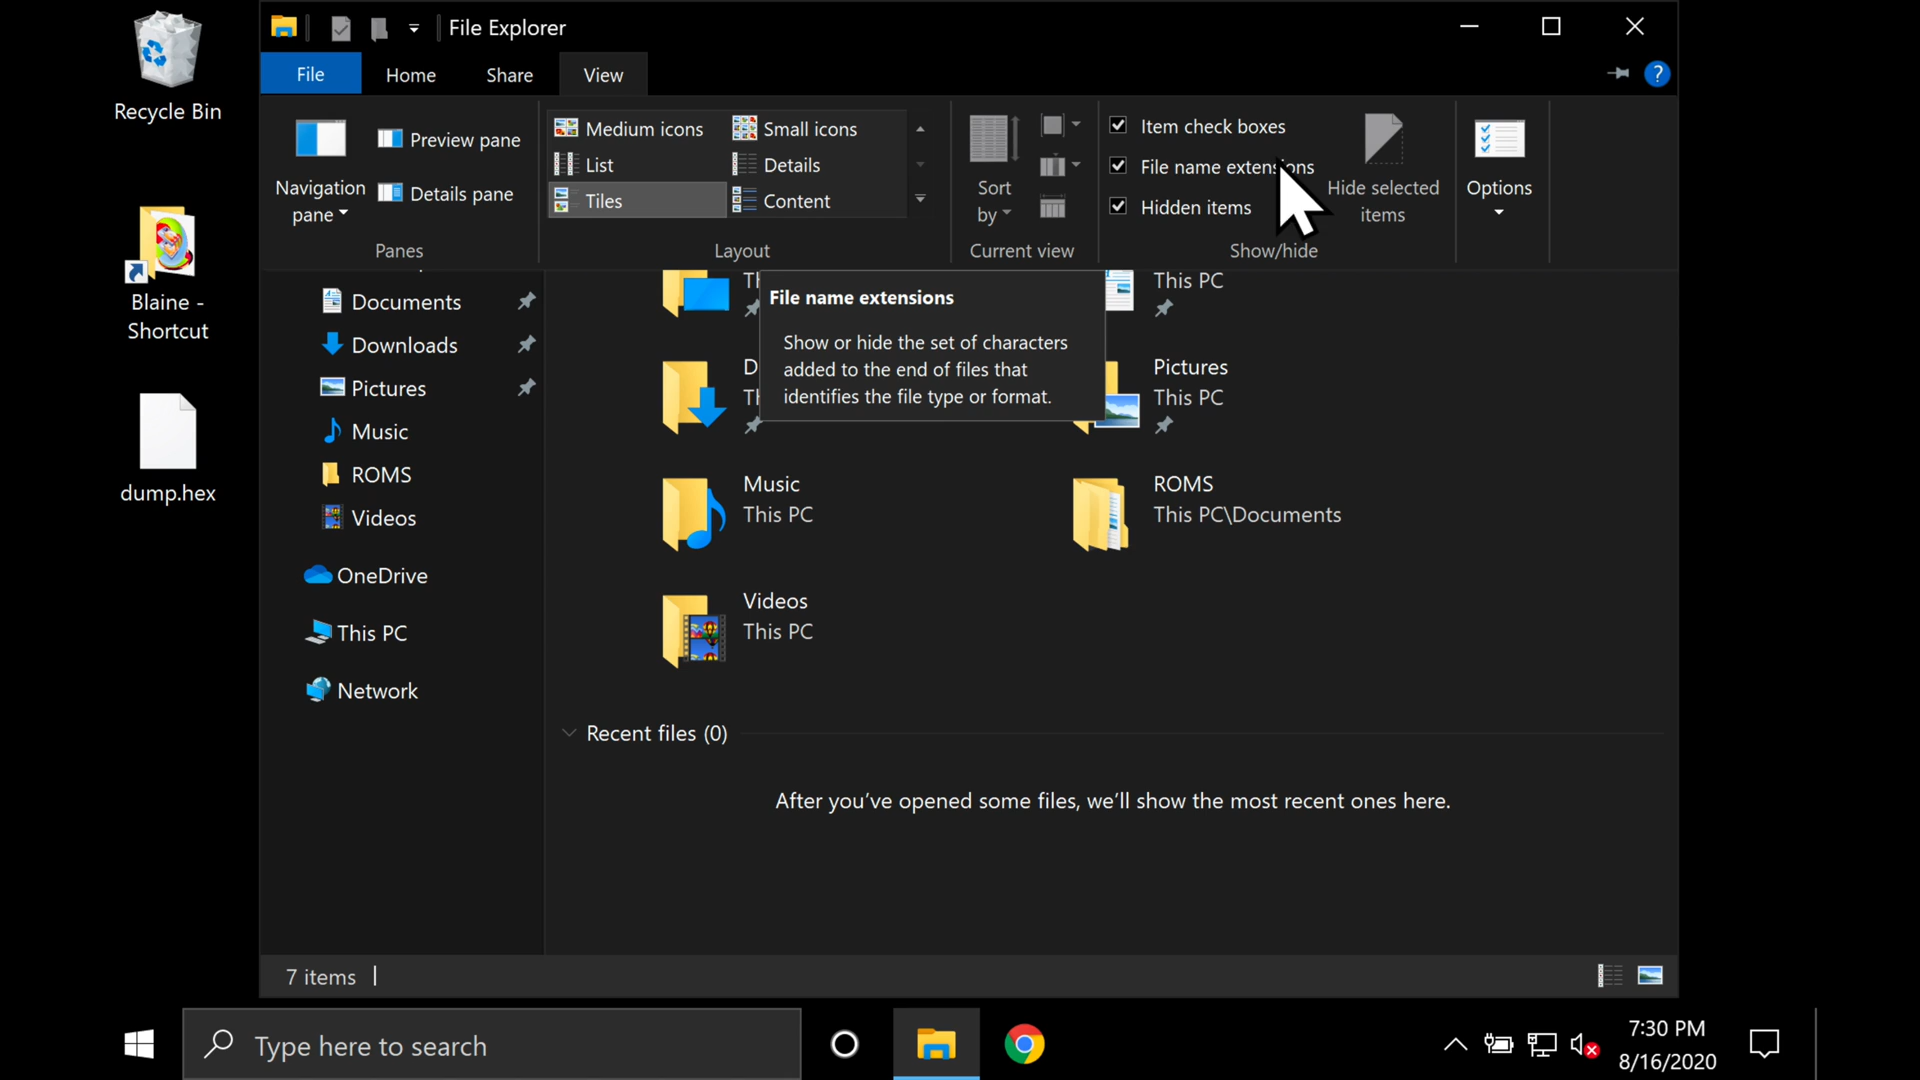 Recycle Bin
Blaine -
Shortcut
dump.hex
File Explorer
File
Home
Share
View
?
Navigation
pane
Preview pane
Details pane
Panes
Medium icons
Small icons
List
Details
Tiles
Content
Layout
Sort
by
Current view
Item check boxes
File name extensions
Hidden items
Hide selected
items
Show/hide
Options
Documents
Downloads
Pictures
Music
ROMS
Videos
OneDrive
This PC
Network
This PC
File name extensions
Show or hide the set of characters
added to the end of files that
identifies the file type or format.
Pictures
This PC
Music
This PC
ROMS
This PC\Documents
Videos
This PC
Recent files (0)
After you've opened some files, we'll show the most recent ones here.
7 items
Type here to search
7:30 PM
8/16/2020